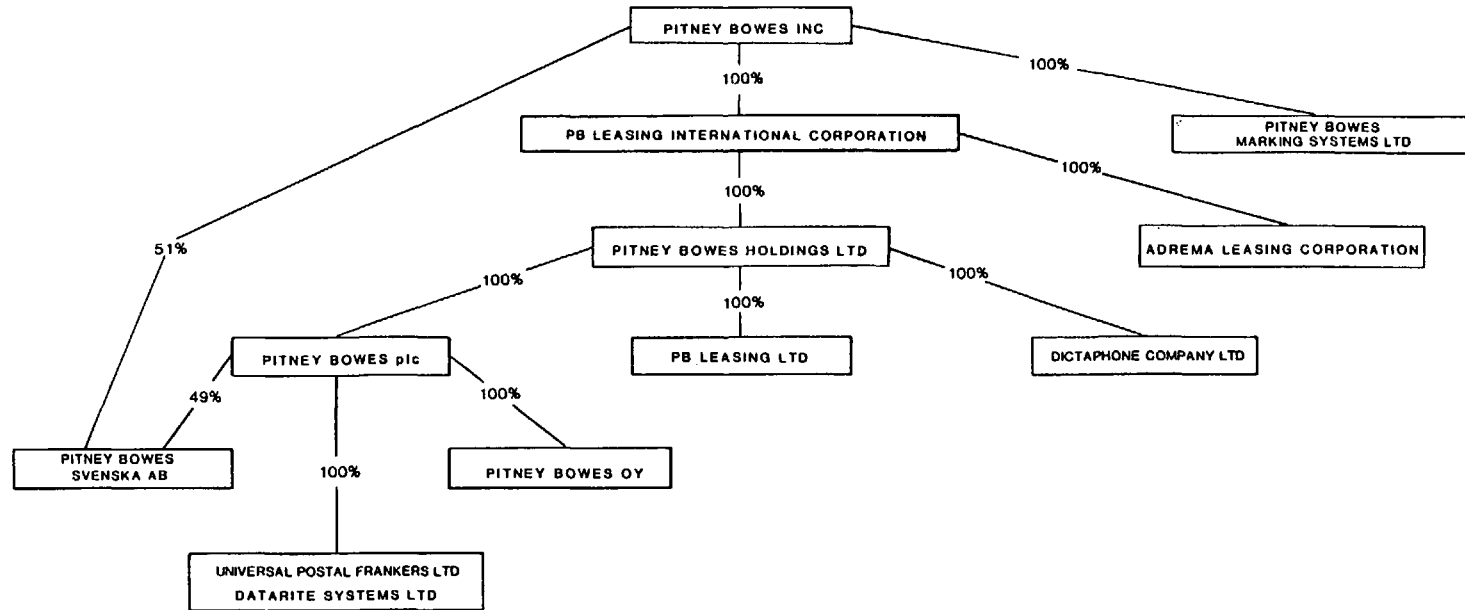 PITNEY BOWES INC
100%
100%
PB LEASING INTERNATIONAL CORPORATION
PITNEY BOWES
MARKING SYSTEMS LTD
100%
100%
51%
PITNEY BOWES HOLDINGS LTD
ADREMA LEASING CORPORATION
100%
100%
100%
PITNEY BOWES plc
PB LEASING LTD
DICTAPHONE COMPANY LTD
49%
100%
PITNEY BOWES
SVENSKA AB
100%
PITNEY BOWES OY
UNIVERSAL POSTAL FRANKERS LTD
DATARITE SYSTEMS LTD